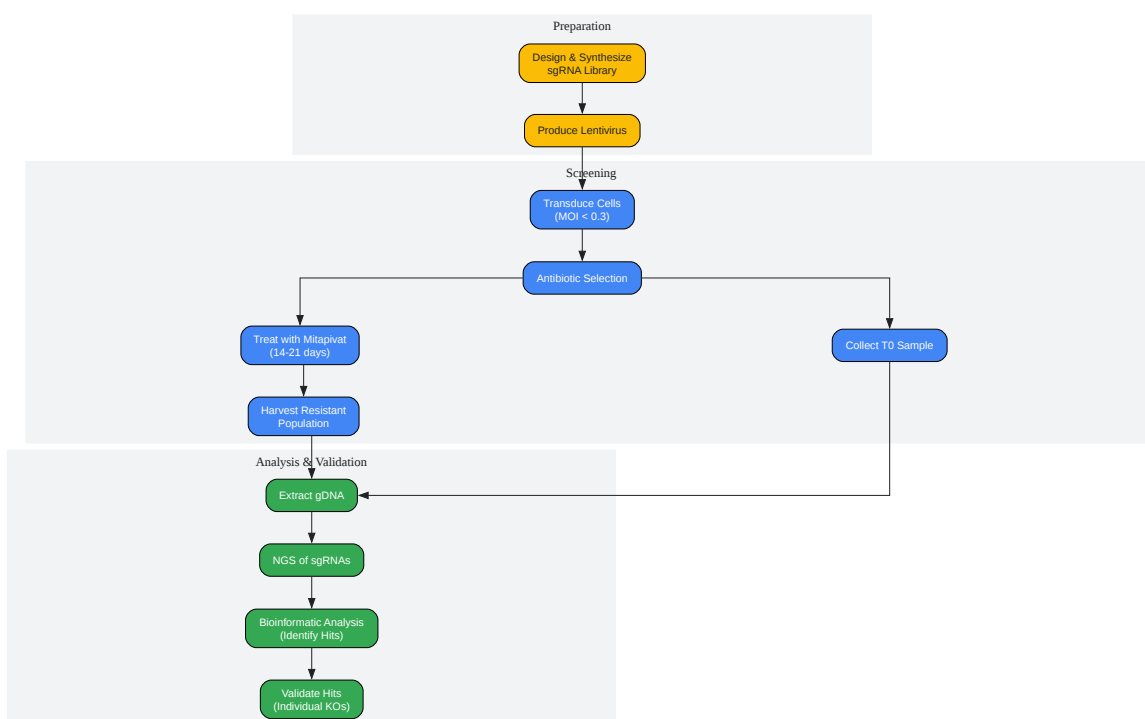 Preparation
Design & Synthesize
sgRNA Library
Produce Lentivirus
Screening
Transduce Cells
(MOI < 0.3)
Antibiotic Selection
Treat with Mitapivat
(14-21 days)
Collect T0 Sample
Harvest Resistant
Population
Analysis & Validation
Extract gDNA
NGS of sgRNAs
Bioinformatic Analysis
(Identify Hits)
Validate Hits
(Individual KOs)